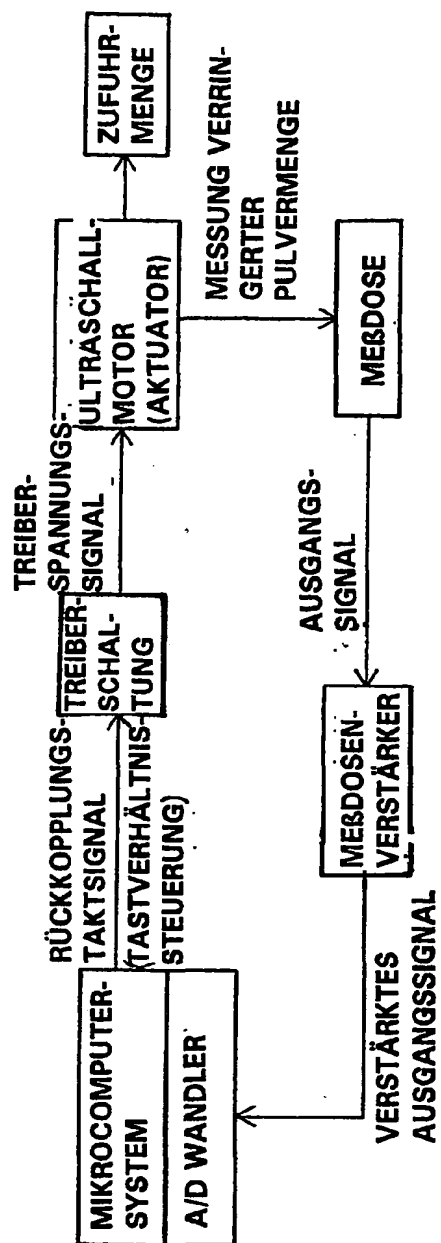 MIKROCOMPUTER-
SYSTEM
A/D WANDLER
RÜCKKOPPLUNGS-
TAKTSIGNAL
(TASTVERHÄLTNIS-
STEUERUNG)
TREIBER-
SCHAL-
TUNG
TREIBER-
SPANNUNGS-
SIGNAL
ULTRASCHALL-
MOTOR
(AKTUATOR)
ZUFUHR-
MENGE
MESSUNG VERRIN-
GERTER
PULVERMENGE
MEßDOSE
AUSGANGS-
SIGNAL
MEßDOSEN-
VERSTÄRKER
VERSTÄRKTES
AUSGANGSSIGNAL